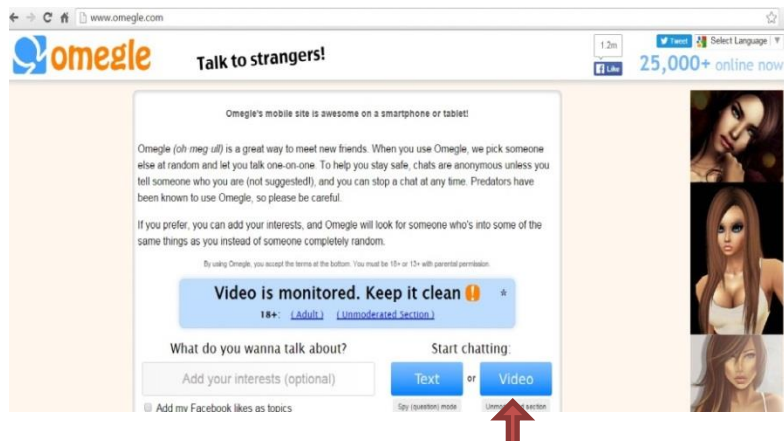 www.omegle.com
omegle
Talk to strangers!
1.2m
Like
Tweet
Select Language
25,000+ online now
Omegle's mobile site is awesome on a smartphone or tablet!
Omegle (oh meg ull) is a great way to meet new friends. When you use Omegle, we pick someone
else at random and let you talk one-on-one. To help you stay safe, chats are anonymous unless you
tell someone who you are (not suggested!), and you can stop a chat at any time. Predators have
been known to use Omegle, so please be careful.
If you prefer, you can add your interests, and Omegle will look for someone who's into some of the
same things as you instead of someone completely random.
By using Omegle, you accept the terms at the bottom. You must be 18+ or 13+ with parental permission.
Video is monitored. Keep it clean ! *
18+: (Adult) (Unmoderated Section)
What do you wanna talk about? Start chatting:
Add your interests (optional) Text or Video
Add my Facebook likes as topics Spy (question) mode section